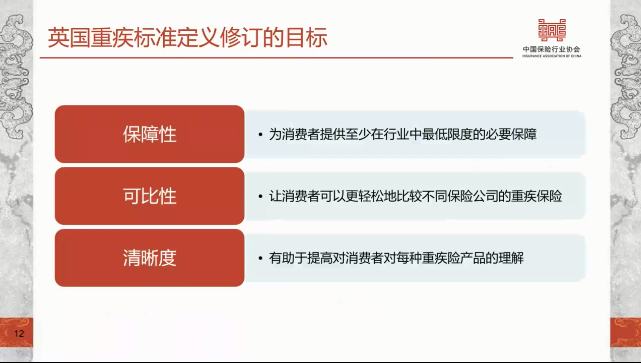 英国重疾标准定义修订的目标
中国保险行业协会
INSURANCE ASSOCIATION OF CHINA
保障性
• 为消费者提供至少在行业中最低限度的必要保障
可比性
• 让消费者可以更轻松地比较不同保险公司的重疾保险
清晰度
• 有助于提高对消费者对每种重疾险产品的理解
12